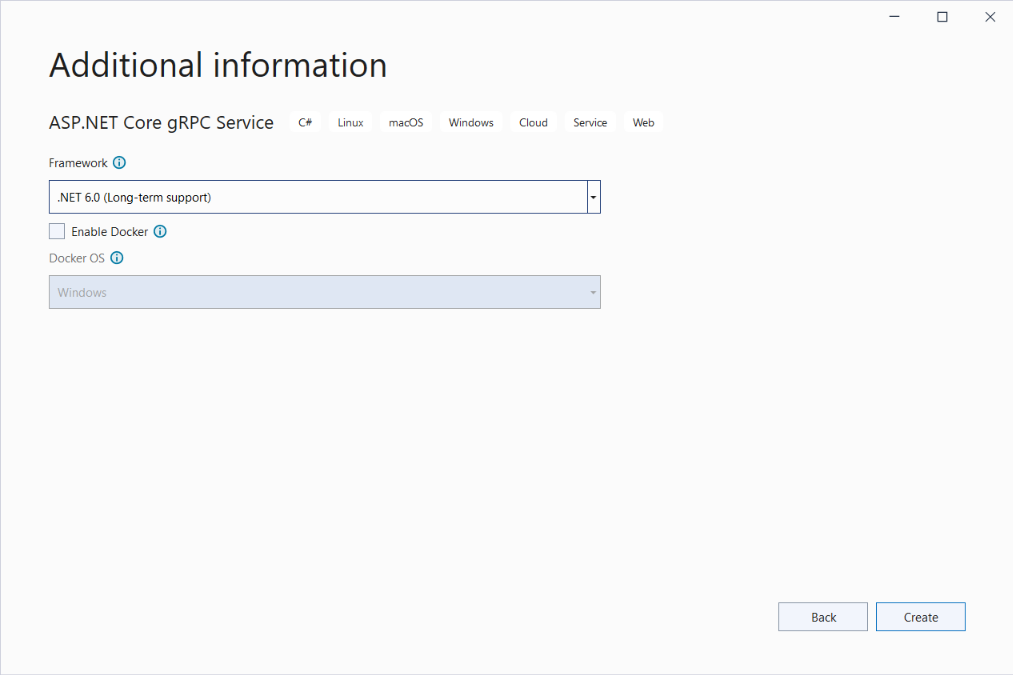 Additional information
ASP.NET Core gRPC Service C# Linux macOS Windows Cloud Service Web
Framework
.NET 6.0 (Long-term support)
Enable Docker
Docker OS
Windows
Back Create